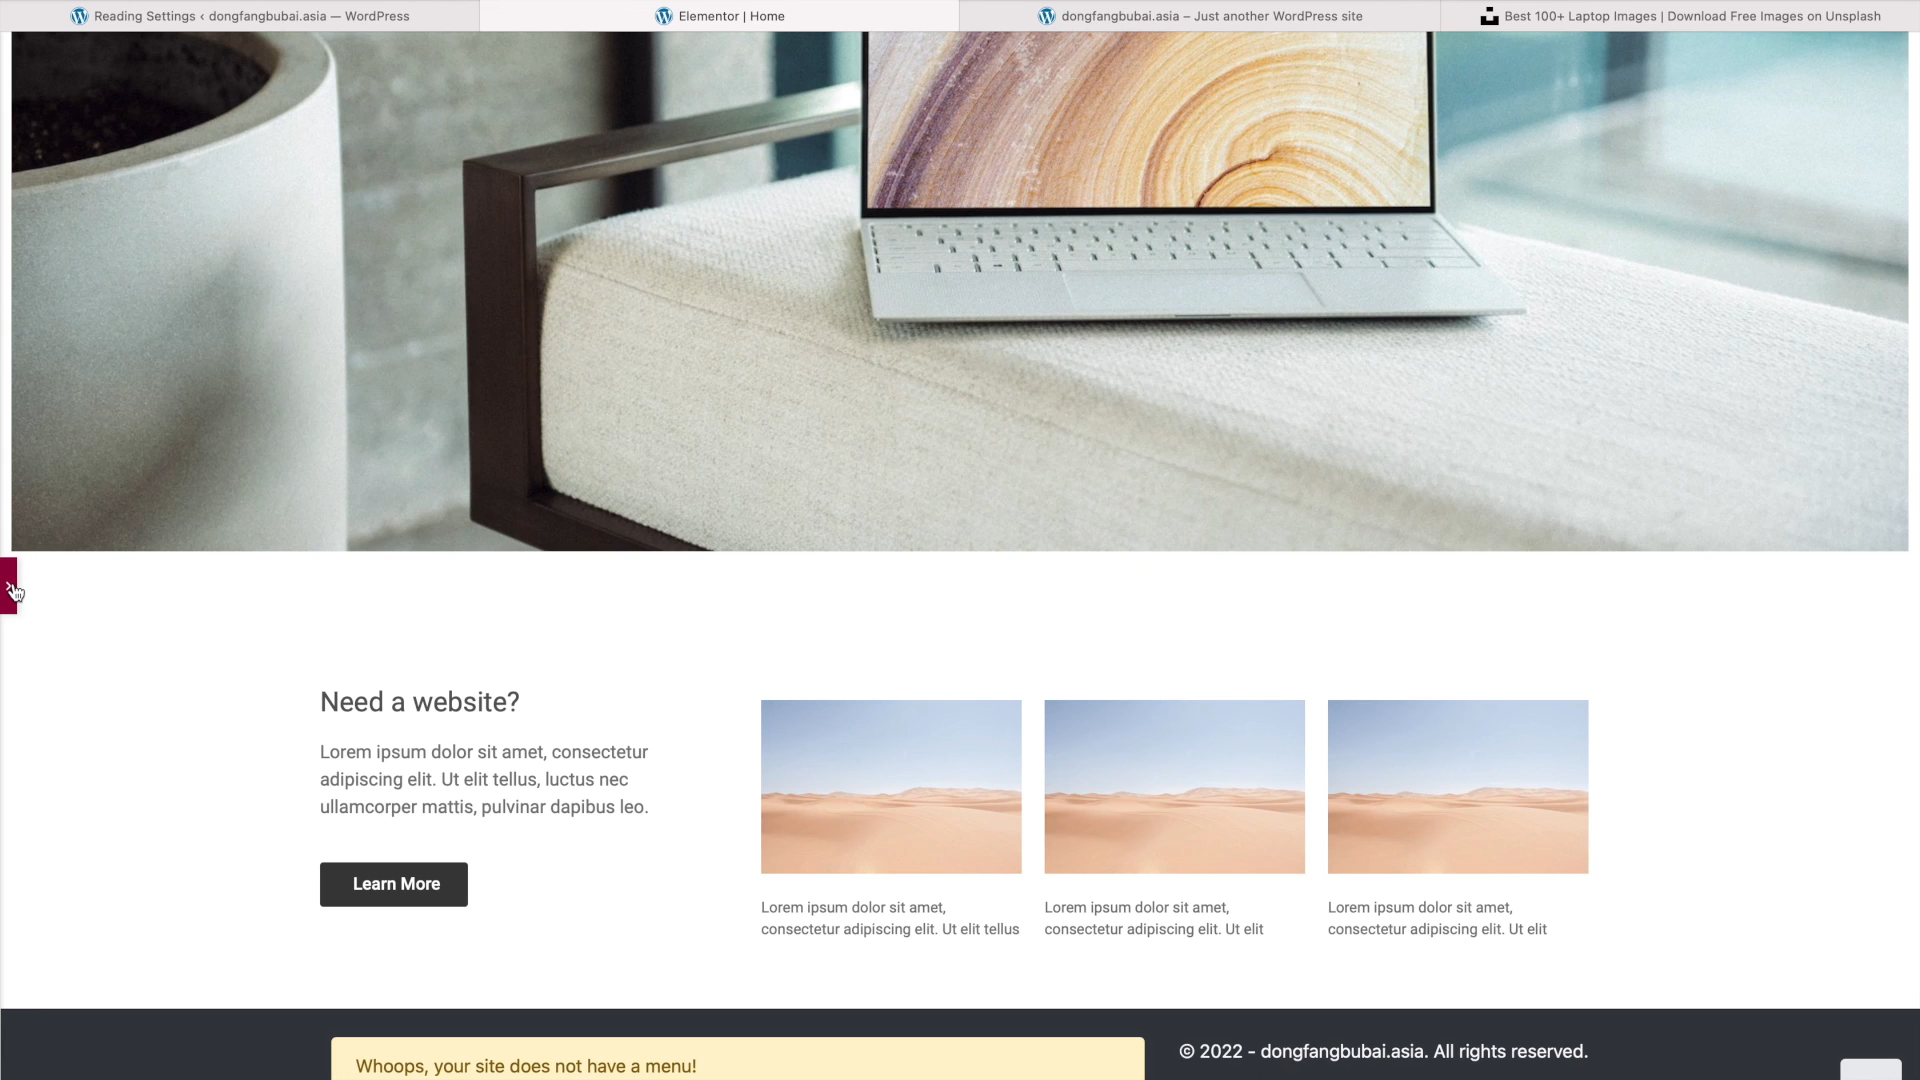 Reading Settings ‹ dongfangbubai.asia — WordPress
Elementor | Home
dongfangbubai.asia – Just another WordPress site
Best 100+ Laptop Images | Download Free Images on Unsplash
Need a website?
Lorem ipsum dolor sit amet, consectetur
adipiscing elit. Ut elit tellus, luctus nec
ullamcorper mattis, pulvinar dapibus leo.
Learn More
Lorem ipsum dolor sit amet,
consectetur adipiscing elit. Ut elit tellus
Lorem ipsum dolor sit amet,
consectetur adipiscing elit. Ut elit
Lorem ipsum dolor sit amet,
consectetur adipiscing elit. Ut elit
Whoops, your site does not have a menu!
© 2022 - dongfangbubai.asia. All rights reserved.